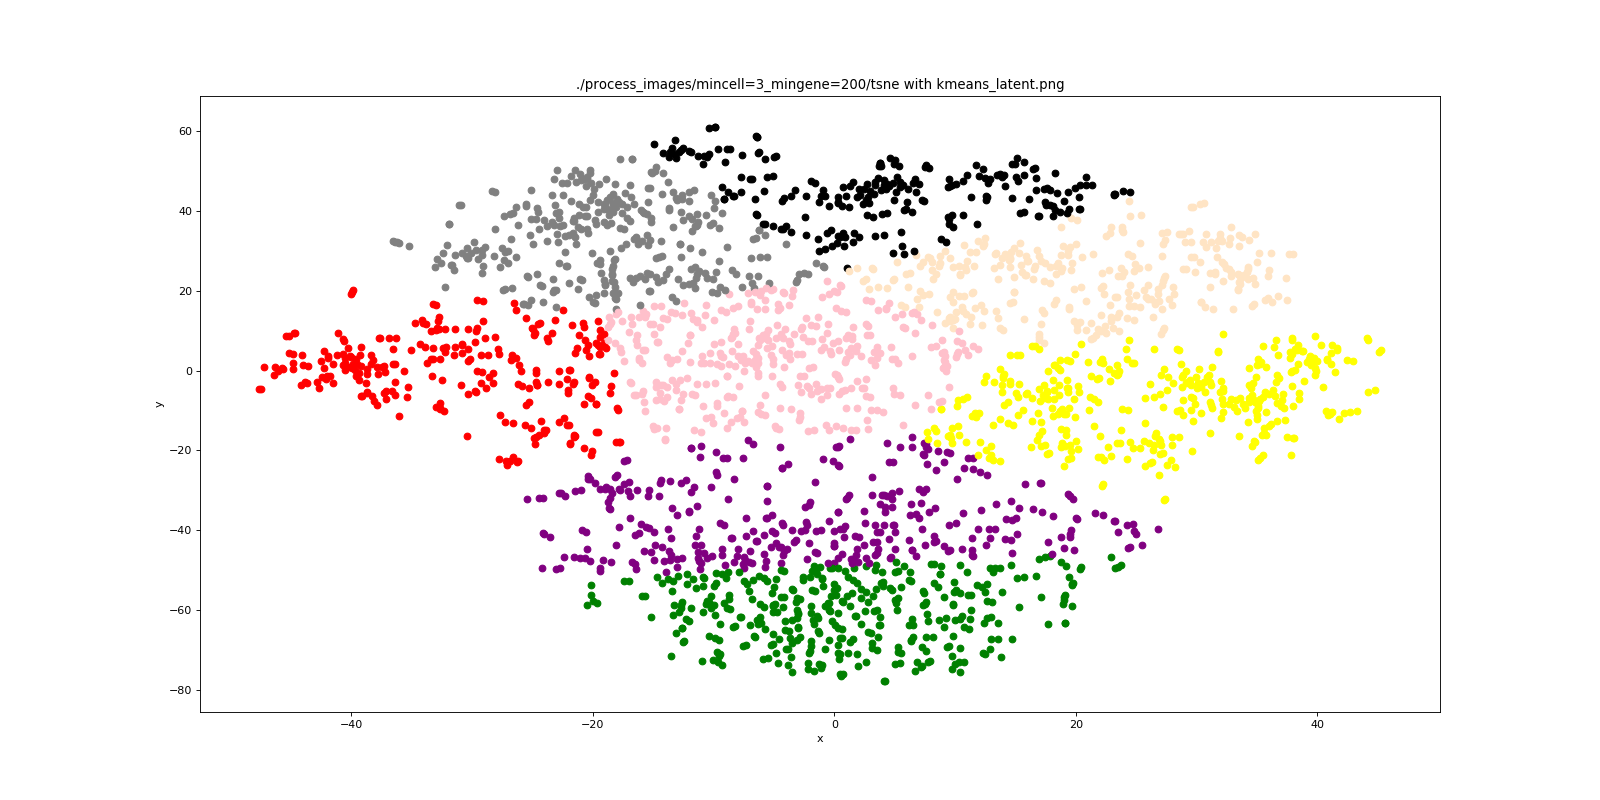 ./process_images/mincell=3_mingene=200/tsne with kmeans_latent.png
60
40
20
0
−20
−40
−60
−80
y
−40 −20 0 20 40
x